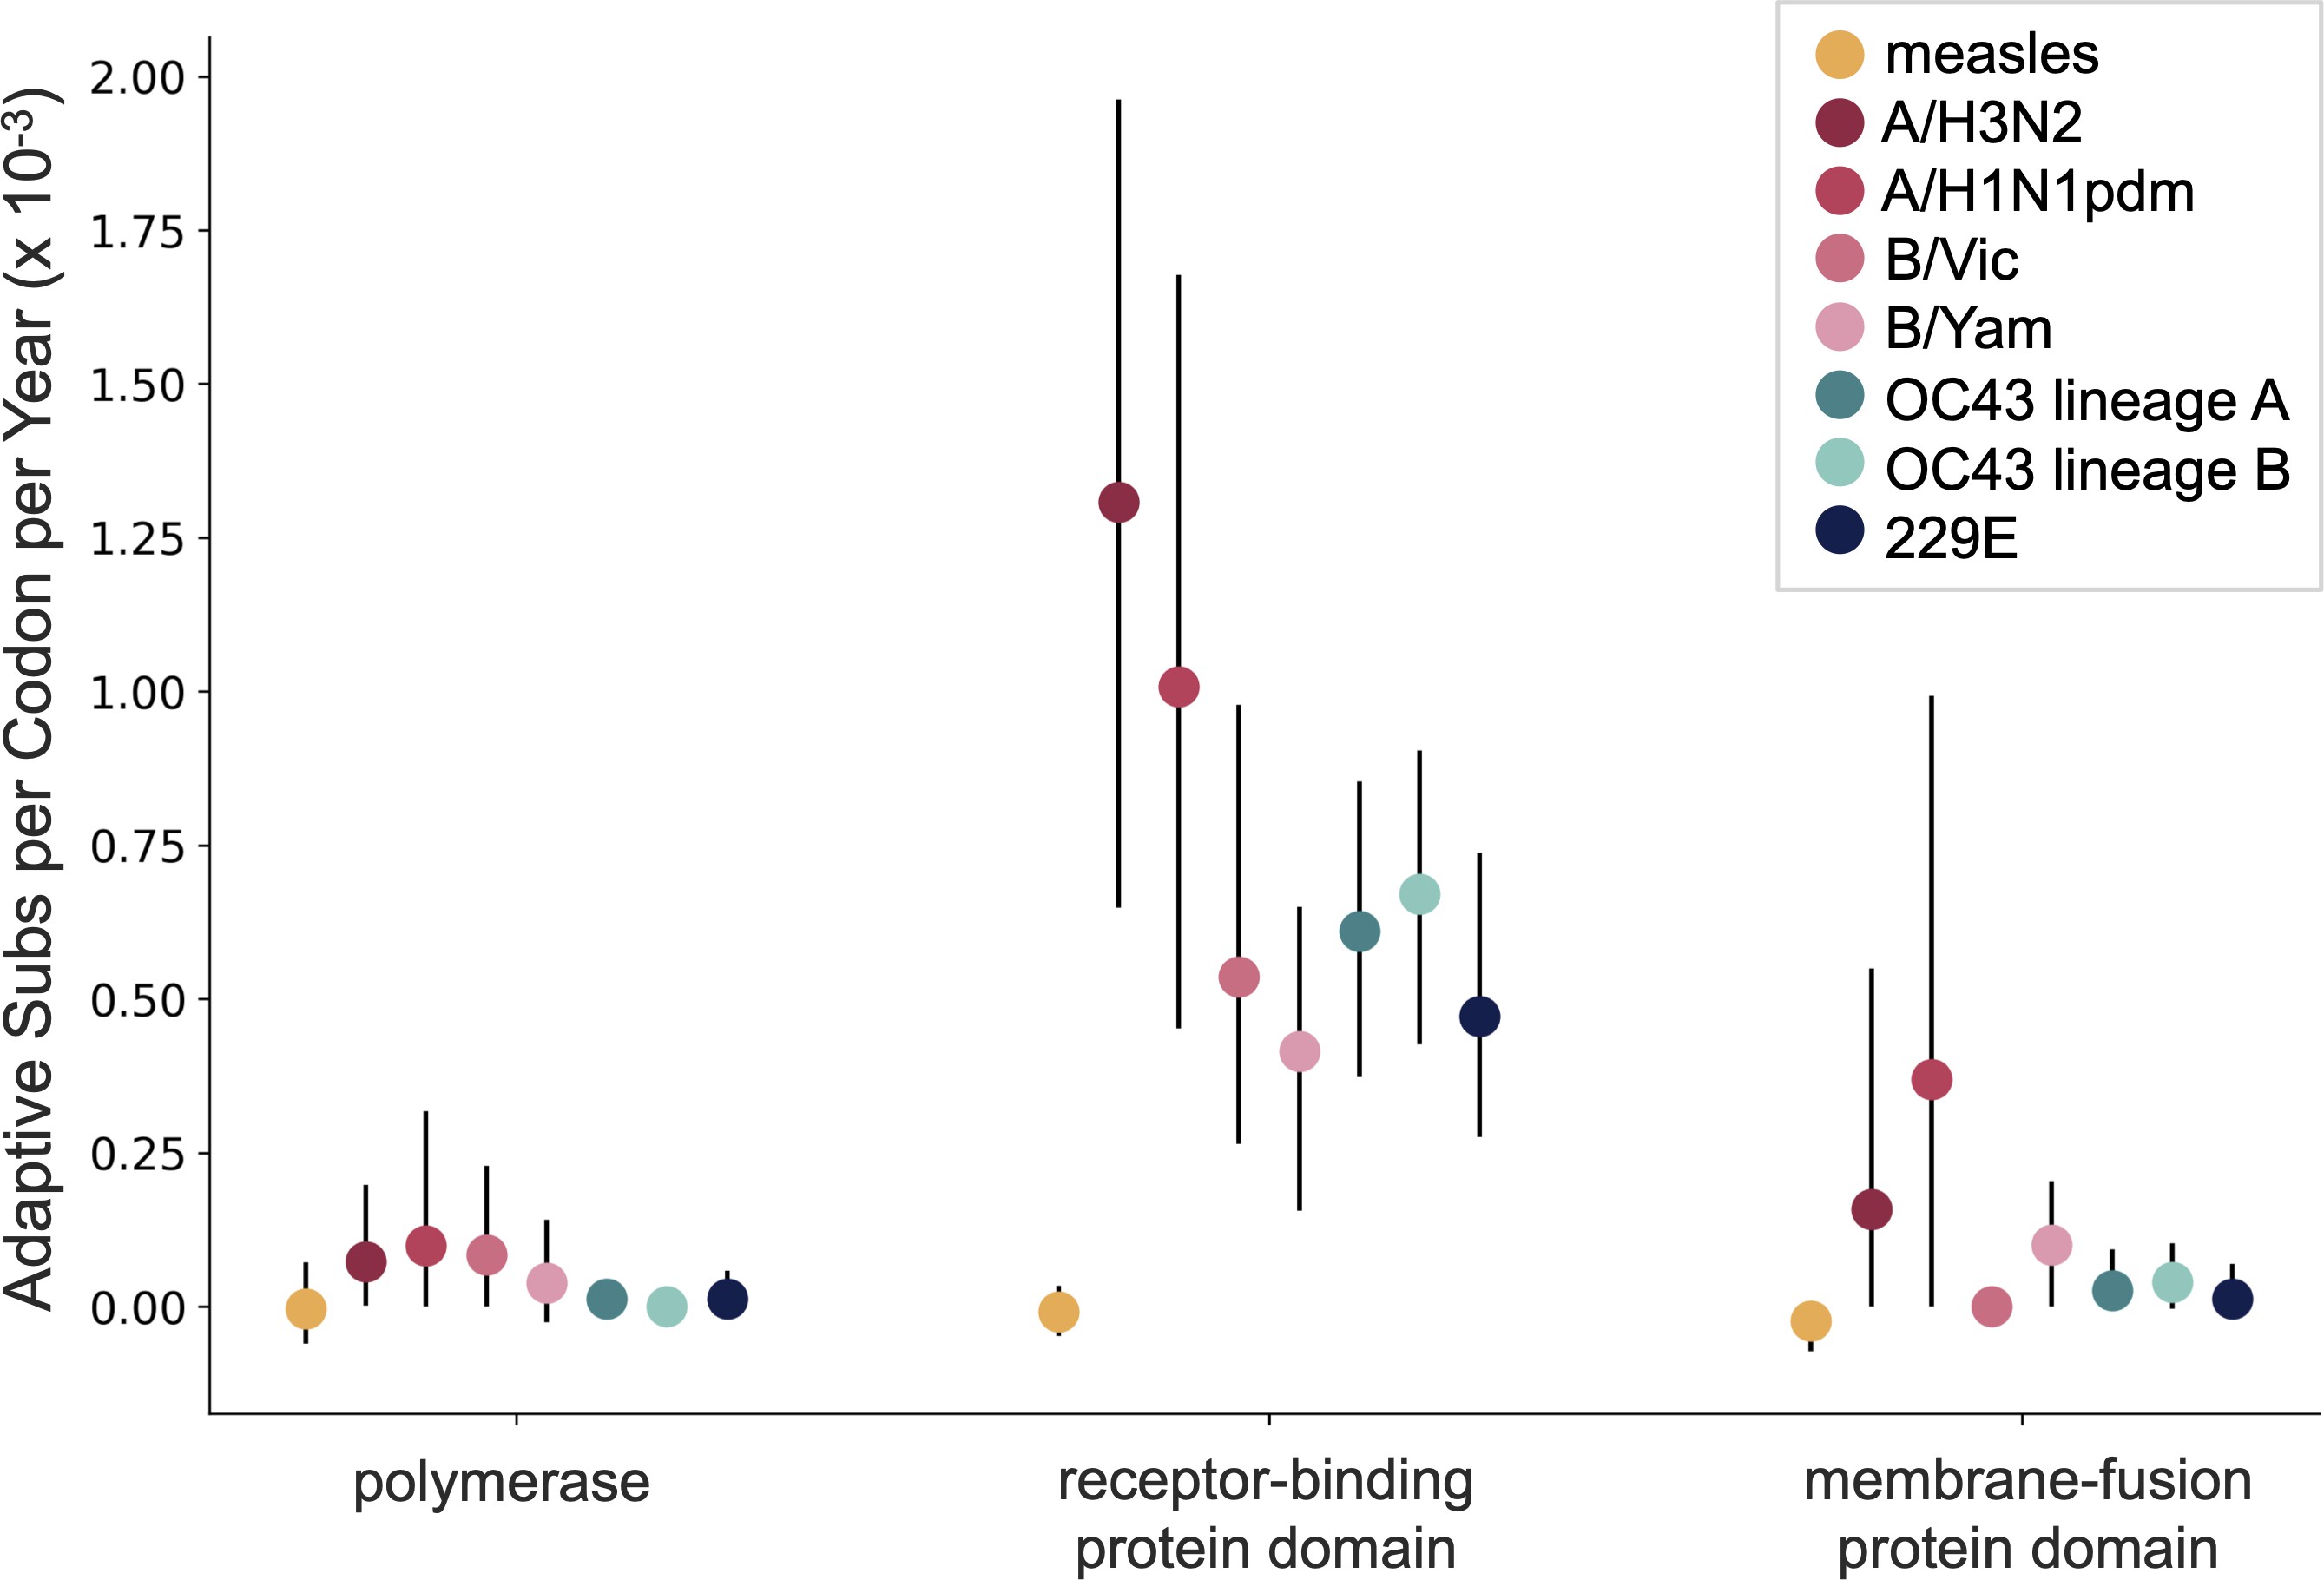 Adaptive Subs per Codon per Year (x 10⁻³)
2.00
1.75
1.50
1.25
1.00
0.75
0.50
0.25
0.00
polymerase
receptor-binding
protein domain
membrane-fusion
protein domain
measles
A/H3N2
A/H1N1pdm
B/Vic
B/Yam
OC43 lineage A
OC43 lineage B
229E